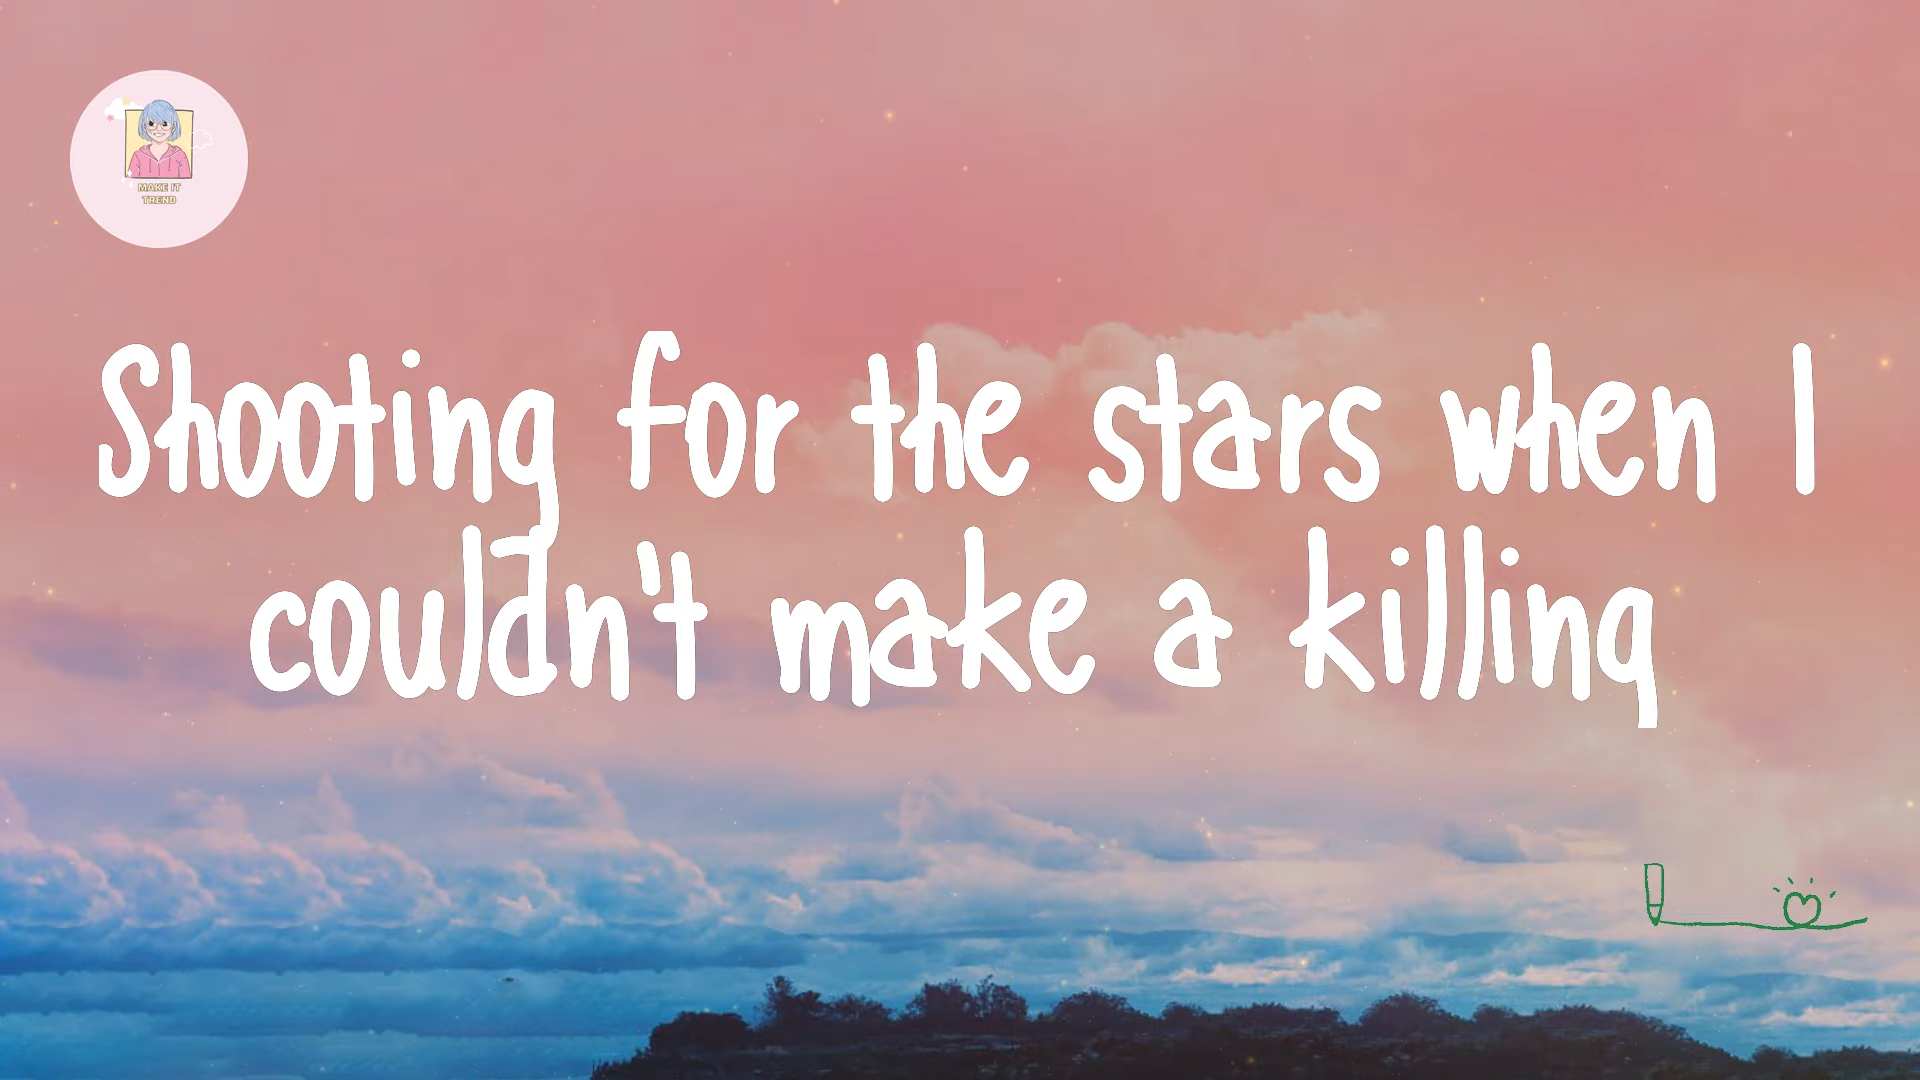 MAKE IT
TREND
Shooting for the stars when I
couldn't make a killing